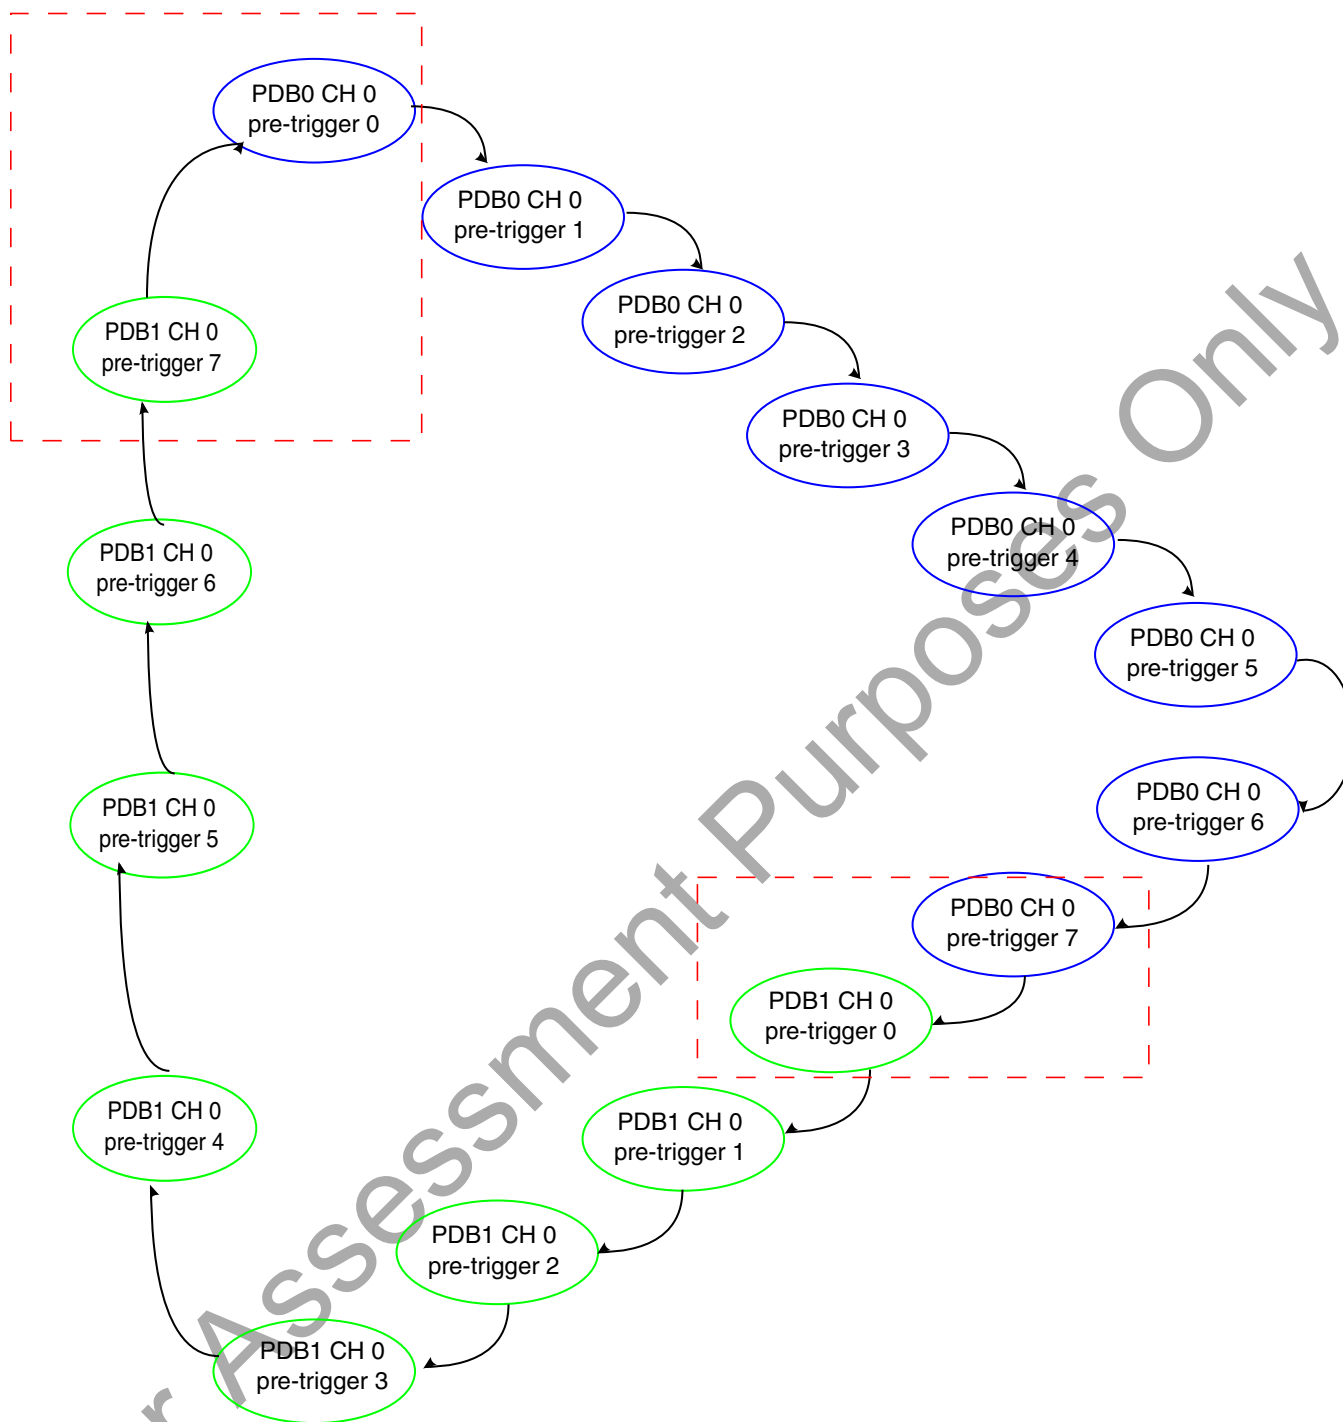 PDB0 CH 0
pre-trigger 0
PDB0 CH 0
pre-trigger 1
PDB0 CH 0
pre-trigger 2
PDB0 CH 0
pre-trigger 3
PDB0 CH 0
pre-trigger 4
PDB0 CH 0
pre-trigger 5
PDB0 CH 0
pre-trigger 6
PDB0 CH 0
pre-trigger 7
PDB1 CH 0
pre-trigger 0
PDB1 CH 0
pre-trigger 1
PDB1 CH 0
pre-trigger 2
PDB1 CH 0
pre-trigger 3
PDB1 CH 0
pre-trigger 4
PDB1 CH 0
pre-trigger 5
PDB1 CH 0
pre-trigger 6
PDB1 CH 0
pre-trigger 7
r Assessment Purposes Only